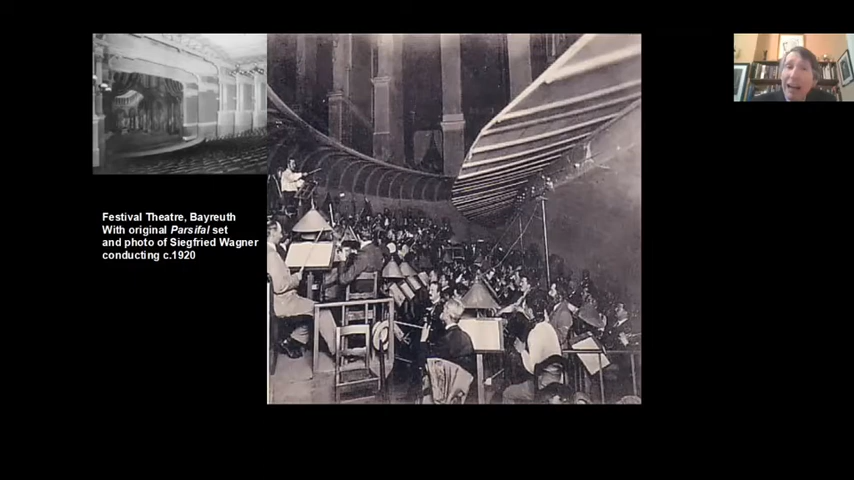 Festival Theatre, Bayreuth
With original Parsifal set
and photo of Siegfried Wagner
conducting c.1920